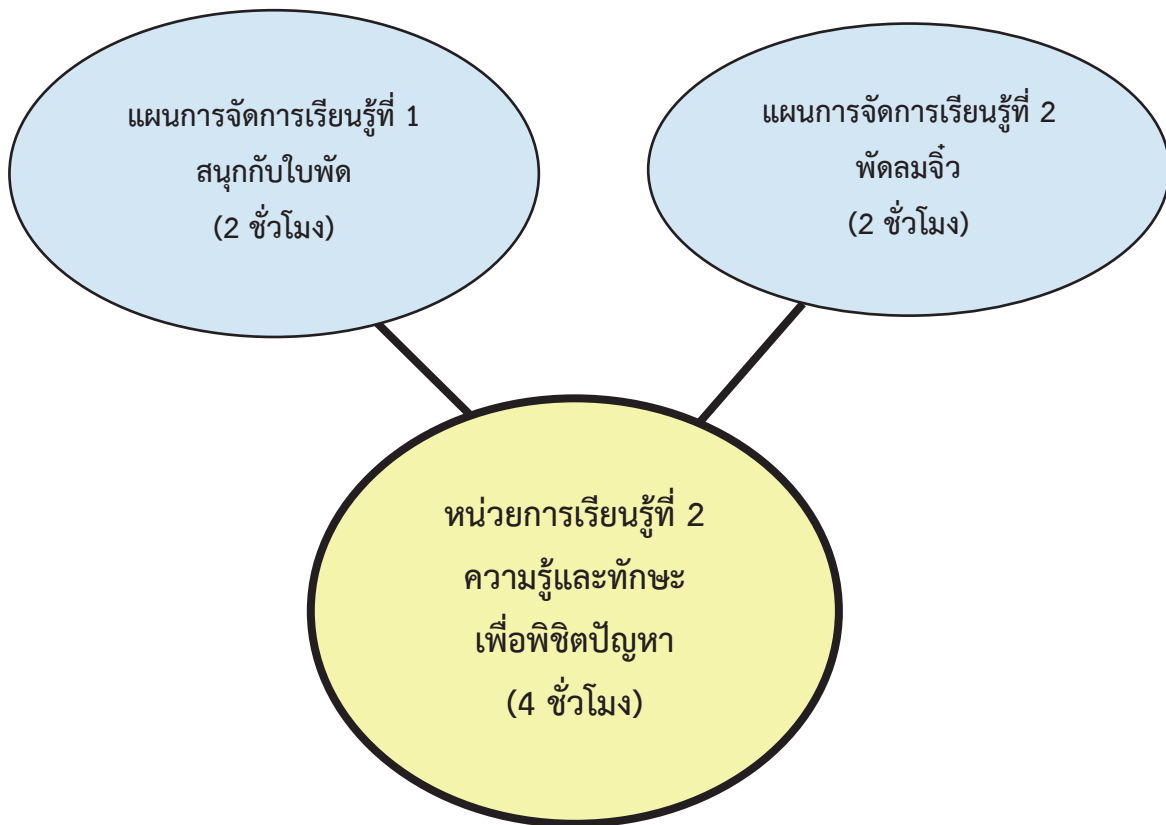 แผนการจัดการเรียนรู้ที่ 1
สนุกกับใบพัด
(2 ชั่วโมง)
แผนการจัดการเรียนรู้ที่ 2
พัดลมจิ๋ว
(2 ชั่วโมง)
หน่วยการเรียนรู้ที่ 2
ความรู้และทักษะ
เพื่อพิชิตปัญหา
(4 ชั่วโมง)